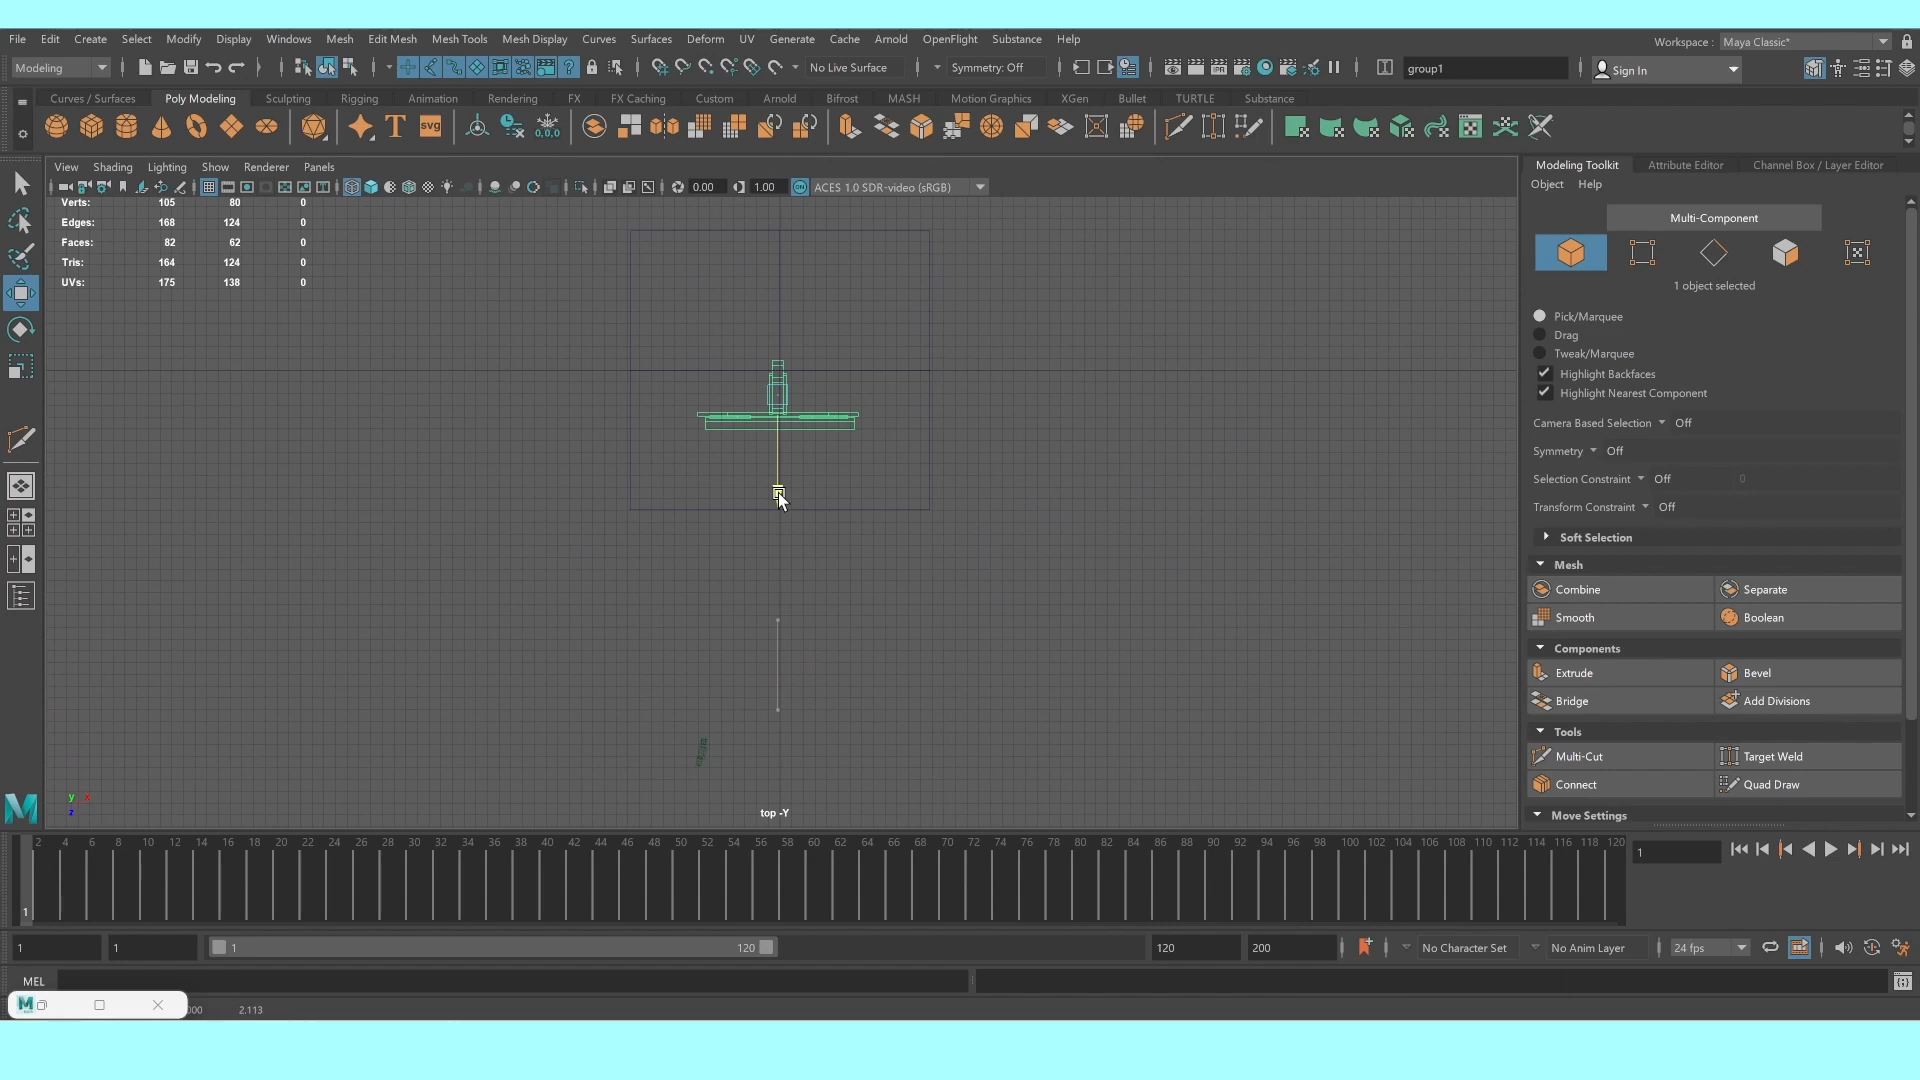 File Edit Create Select Modify Display Windows Mesh Edit Mesh Mesh Tools Mesh Display Curves Surfaces Deform UV Generate Cache Arnold OpenFlight Substance Help
Workspace : Maya Classic*
Modeling No Live Surface Symmetry: Off group1 Sign In
Curves / Surfaces Poly Modeling Sculpting Rigging Animation Rendering FX FX Caching Custom Arnold Bifrost MASH Motion Graphics XGen Bullet TURTLE Substance
svg 0,0,0
View Shading Lighting Show Renderer Panels
0.00 1.00 ON ACES 1.0 SDR-video (sRGB)
Verts: 105 80 0
Edges: 168 124 0
Faces: 82 62 0
Tris: 164 124 0
UVs: 175 138 0
Modeling Toolkit Attribute Editor Channel Box / Layer Editor
Object Help
Multi-Component
1 object selected
Pick/Marquee
Drag
Tweak/Marquee
Highlight Backfaces
Highlight Nearest Component
Camera Based Selection Off
Symmetry Off
Selection Constraint Off 0
Transform Constraint Off
Soft Selection
Mesh
Combine Separate
Smooth Boolean
Components
Extrude Bevel
Bridge Add Divisions
Tools
Multi-Cut Target Weld
Connect Quad Draw
Move Settings
y x
z
top -Y
2 4 6 8 10 12 14 16 18 20 22 24 26 28 30 32 34 36 38 40 42 44 46 48 50 52 54 56 58 60 62 64 66 68 70 72 74 76 78 80 82 84 86 88 90 92 94 96 98 100 102 104 106 108 110 112 114 116 118 120
1
1
1 1 1 120 120 200 No Character Set No Anim Layer 24 fps
MEL
M 000 2.113